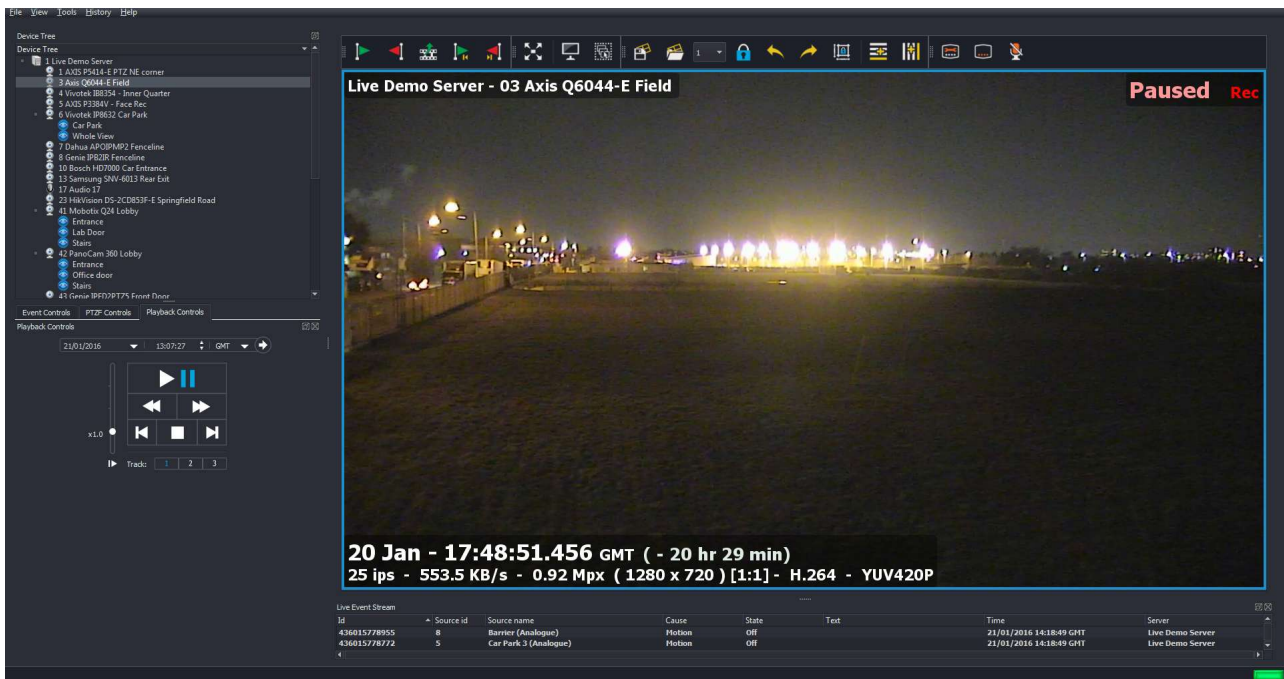 File View Tools History Help
Device Tree
Device Tree
1 Live Demo Server
1 AXIS P5414-E PTZ NE corner
3 Axis Q6044-E Field
4 Vivotek IB8354 - Inner Quarter
5 AXIS P3384V - Face Rec
6 Vivotek IP8632 Car Park
Car Park
Whole View
7 Dahua APOIPMP2 Fenceline
8 Genie IPB2IR Fenceline
10 Bosch HD7000 Car Entrance
13 Samsung SNV-6013 Rear Exit
17 Audio 17
23 HikVision DS-2CD853F-E Springfield Road
41 Mobotix Q24 Lobby
Entrance
Lab Door
Stairs
42 PanoCam 360 Lobby
Entrance
Office door
Stairs
43 Genie IPFD2PTZ5 Front Door
Event Controls PTZF Controls Playback Controls
Playback Controls
21/01/2016 13:07:27 GMT
x1.0
Track: 1 2 3
1
Live Demo Server - 03 Axis Q6044-E Field
Paused Rec
20 Jan - 17:48:51.456 GMT ( - 20 hr 29 min)
25 ips - 553.5 KB/s - 0.92 Mpx ( 1280 x 720 ) [1:1] - H.264 - YUV420P
Live Event Stream
Id Source id Source name Cause State Text Time Server
436015778955 8 Barrier (Analogue) Motion Off 21/01/2016 14:18:49 GMT Live Demo Server
436015778772 5 Car Park 3 (Analogue) Motion Off 21/01/2016 14:18:49 GMT Live Demo Server